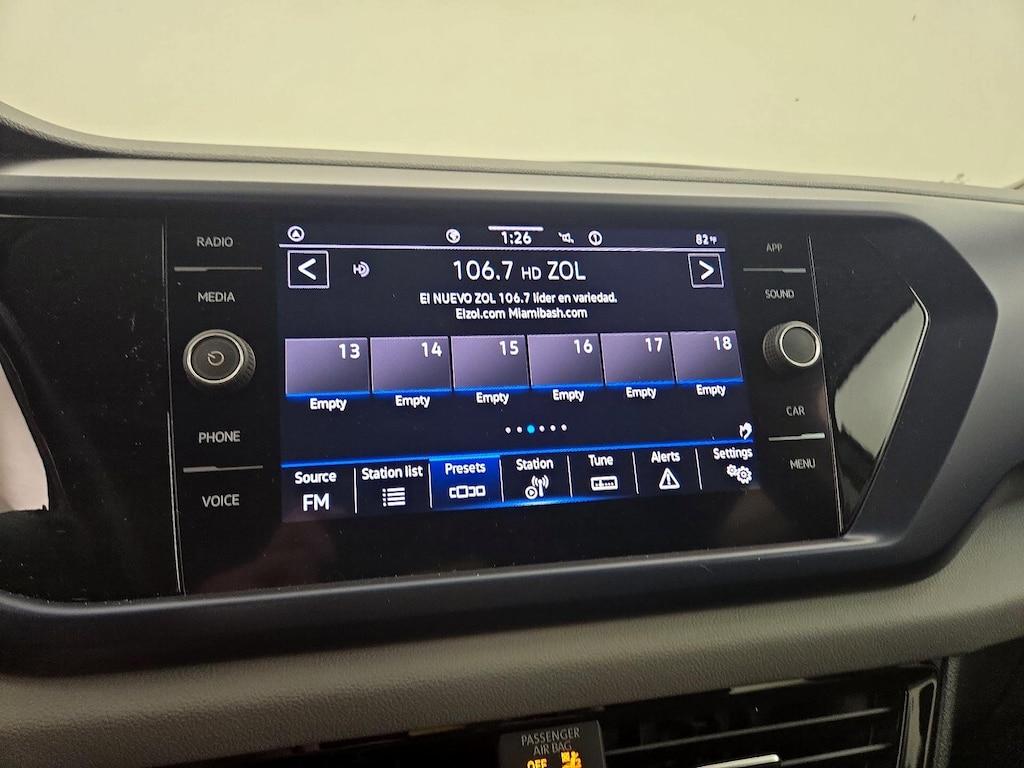 RADIO
MEDIA
PHONE
VOICE
1:26
82°F
HD
106.7 HD ZOL
El NUEVO ZOL 106.7 líder en variedad.
Elzol.com Miamibash.com
13 14 15 16 17 18
Empty Empty Empty Empty Empty Empty
Source Station list Presets Station Tune Alerts Settings
FM
APP
SOUND
CAR
MENU
PASSENGER
AIR BAG
OFF